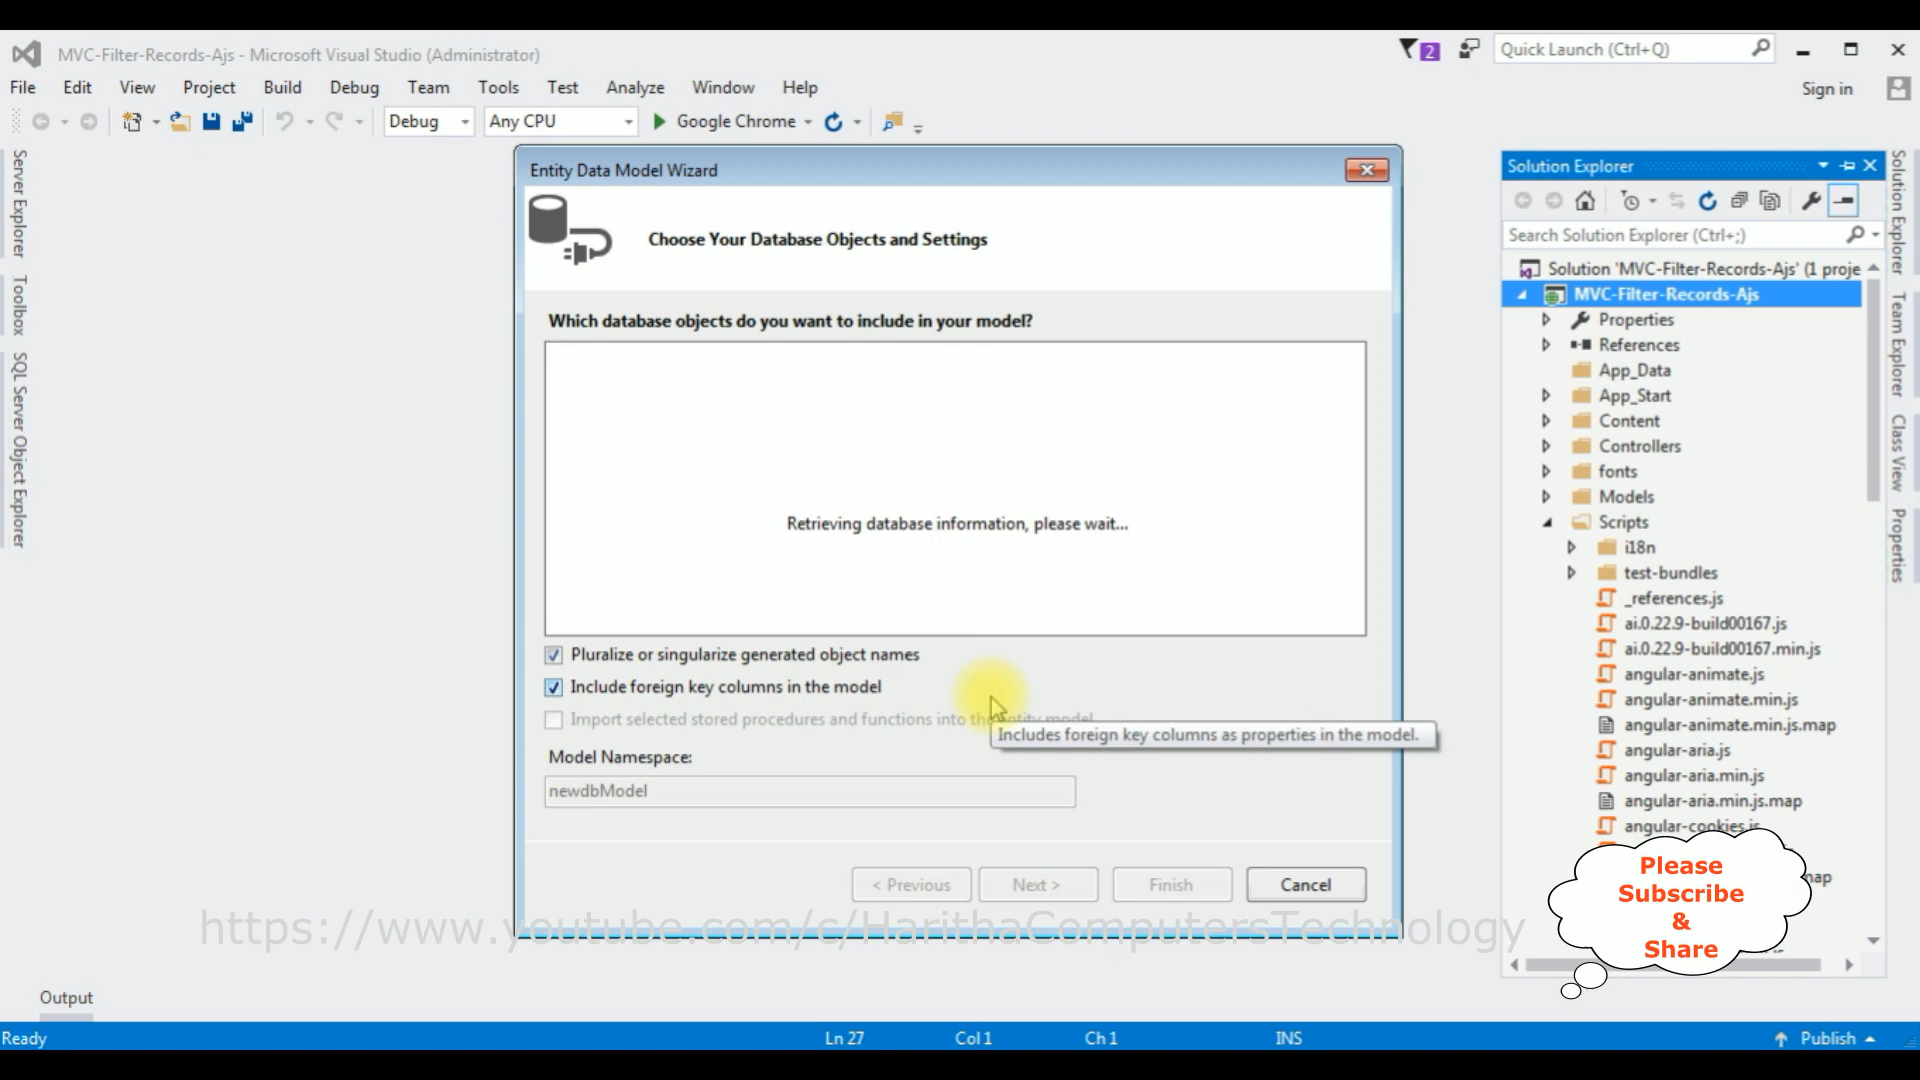 MVC-Filter-Records-Ajs - Microsoft Visual Studio (Administrator)
2
Quick Launch (Ctrl+Q)
File Edit View Project Build Debug Team Tools Test Analyze Window Help
Sign in
Debug
Any CPU
Google Chrome
Server Explorer
Toolbox
SQL Server Object Explorer
Entity Data Model Wizard
Choose Your Database Objects and Settings
Which database objects do you want to include in your model?
Retrieving database information, please wait...
Pluralize or singularize generated object names
Include foreign key columns in the model
Import selected stored procedures and functions into the entity model
Includes foreign key columns as properties in the model.
Model Namespace:
newdbModel
< Previous
Next >
Finish
Cancel
Solution Explorer
Search Solution Explorer (Ctrl+;)
Solution 'MVC-Filter-Records-Ajs' (1 proje
MVC-Filter-Records-Ajs
Properties
References
App_Data
App_Start
Content
Controllers
fonts
Models
Scripts
i18n
test-bundles
_references.js
ai.0.22.9-build00167.js
ai.0.22.9-build00167.min.js
angular-animate.js
angular-animate.min.js
angular-animate.min.js.map
angular-aria.js
angular-aria.min.js
angular-aria.min.js.map
angular-cookies.js
map
Solution Explorer
Team Explorer
Class View
Properties
Please
Subscribe
&
Share
https://www.youtube.com/c/HarithaComputersTechnology
Output
Ready
Ln 27
Col 1
Ch 1
INS
Publish